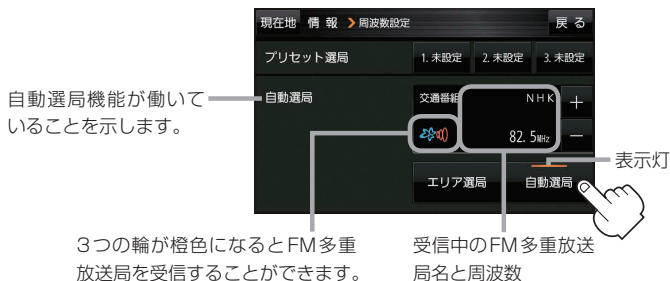 現在地 情 報 > 周波数設定 戻 る
プリセット選局 1. 未設定 2. 未設定 3. 未設定
自動選局機能が働いて
いることを示します。
自動選局 交通番組 NHK +
82. 5MHz −
エリア選局 自動選局
表示灯
3つの輪が橙色になるとFM多重
放送局を受信することができます。
受信中のFM多重放送
局名と周波数